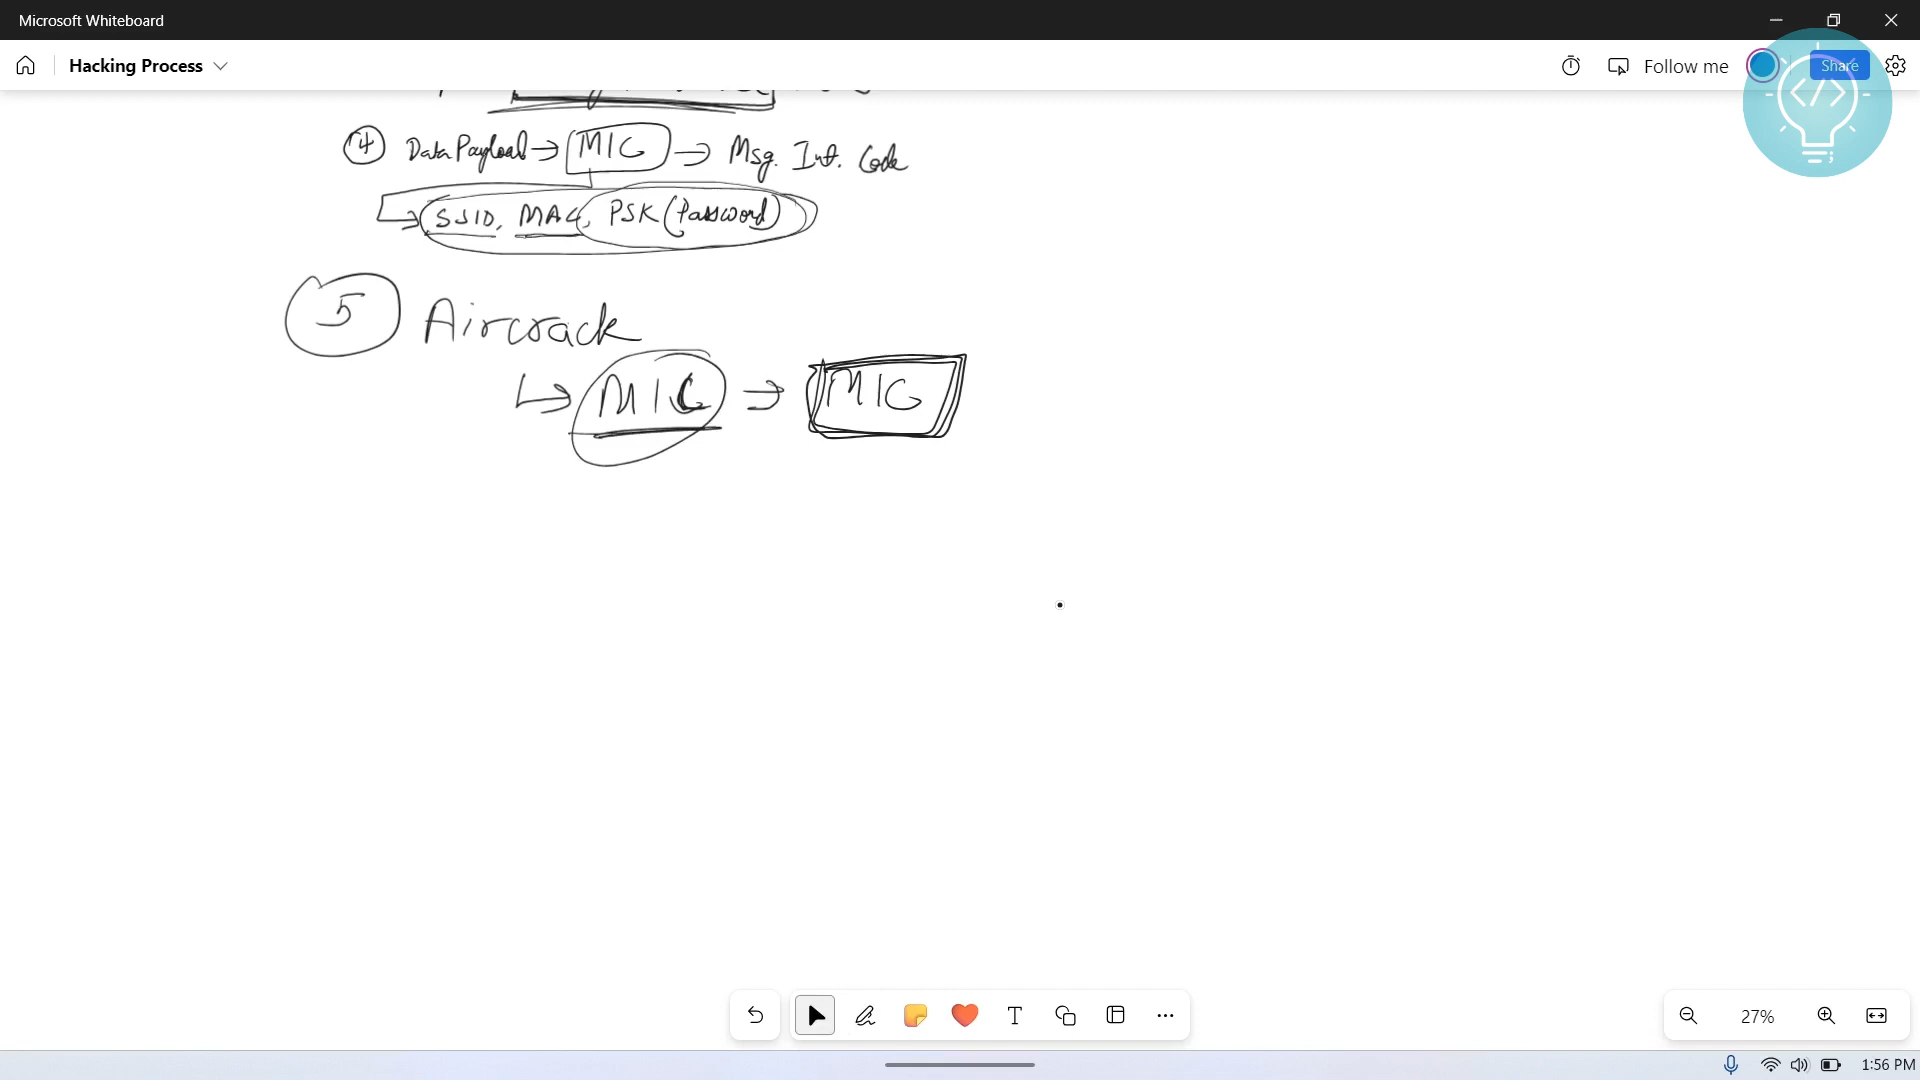 Microsoft Whiteboard
Hacking Process
Follow me
Share
</>
4 Data Payload → MIC → Msg. Int. Code
SSID, MAC, PSK (Password)
5 Aircrack
MIC → MIC
27%
1:56 PM